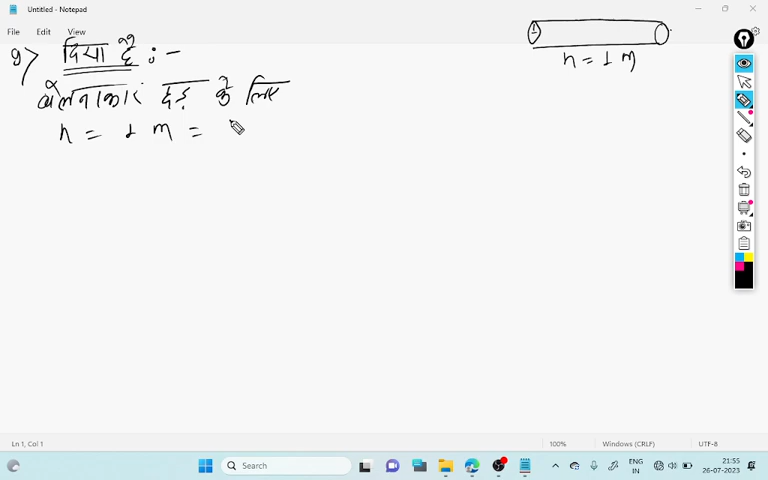 Untitled - Notepad
File Edit View
9) दिया है :-
h = 1 m
बेलनाकार छड़ के लिए
h = 1 m =
Ln 1, Col 1
100%
Windows (CRLF)
UTF-8
Search
ENG
IN
21:55
26-07-2023